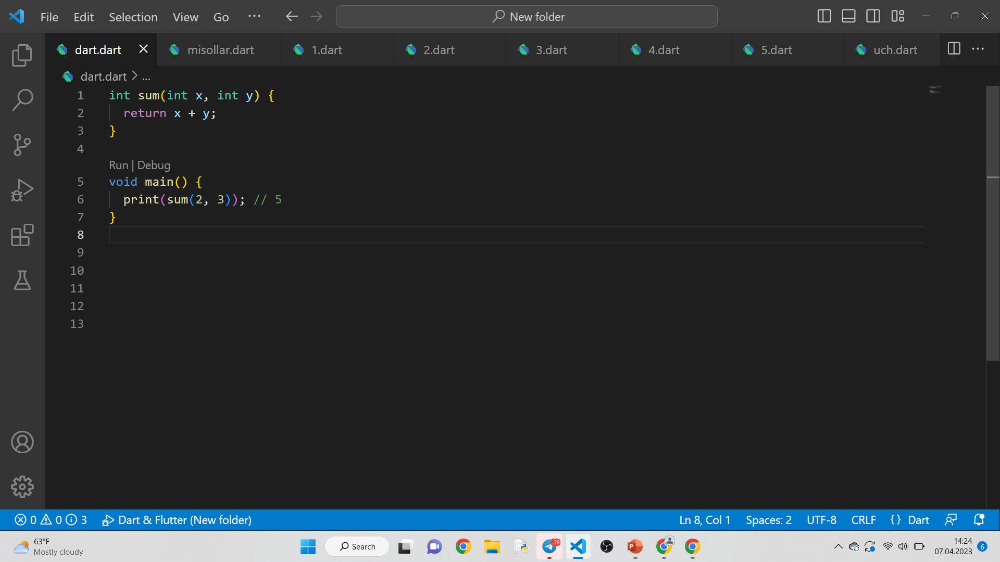 File Edit Selection View Go ··· New folder
dart.dart misollar.dart 1.dart 2.dart 3.dart 4.dart 5.dart uch.dart ···
dart.dart > ...
1 int sum(int x, int y) {
2 return x + y;
3 }
4
Run | Debug
5 void main() {
6 print(sum(2, 3)); // 5
7 }
8
9
10
11
12
13
0 0 3 Dart & Flutter (New folder) Ln 8, Col 1 Spaces: 2 UTF-8 CRLF {} Dart
63°F
Mostly cloudy
Search
..78
P
14:24
07.04.2023
6